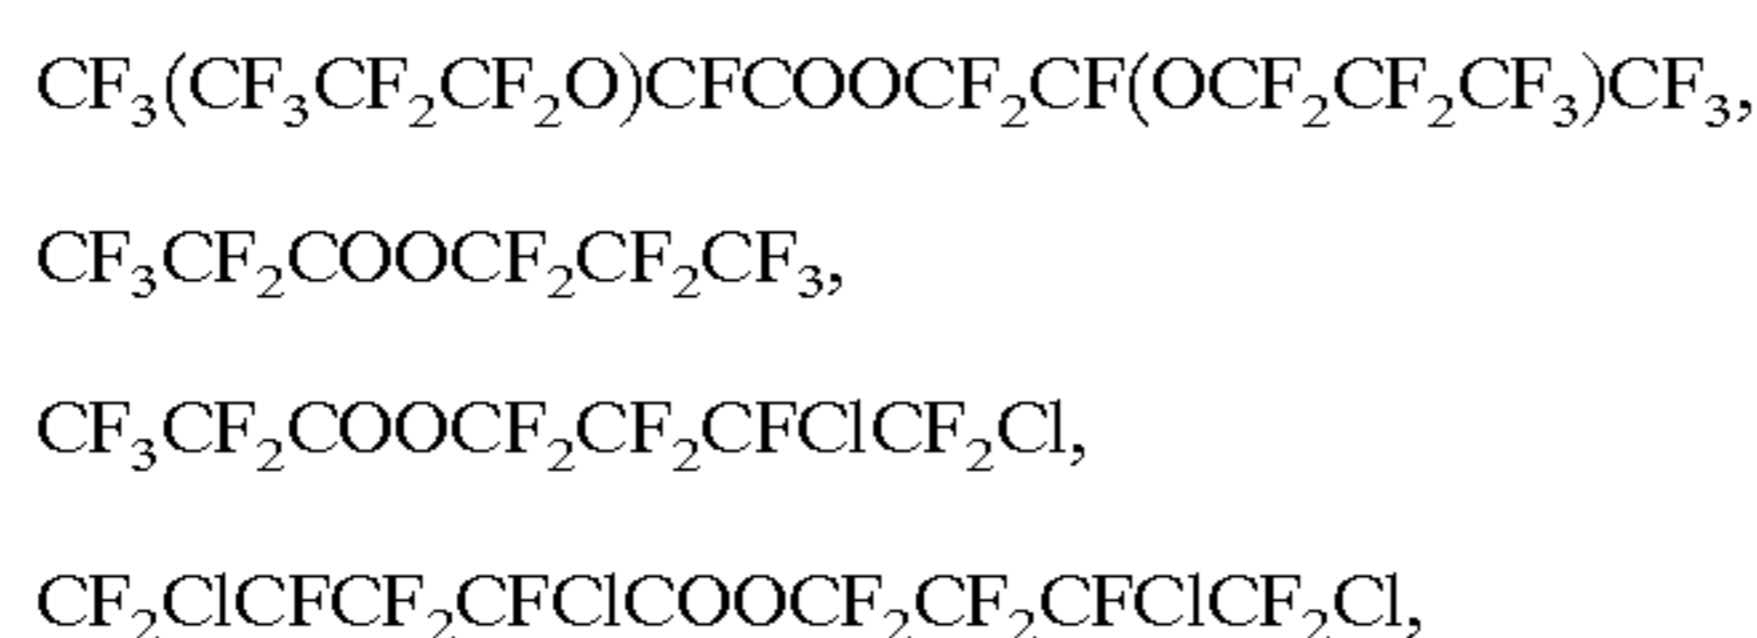 CF₃(CF₃CF₂CF₂O)CFCOOCF₂CF(OCF₂CF₂CF₃)CF₃,
CF₃CF₂COOCF₂CF₂CF₃,
CF₃CF₂COOCF₂CF₂CFClCF₂Cl,
CF₂ClCFCF₂CFClCOOCF₂CF₂CFClCF₂Cl,